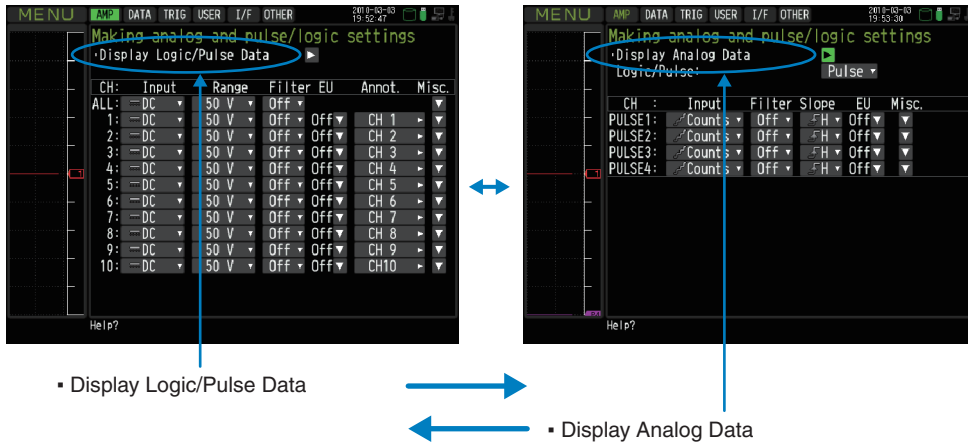 MENU AMP DATA TRIG USER I/F OTHER 2010-03-03 19:52:47
Making analog and pulse/logic settings
・Display Logic/Pulse Data
CH: Input Range Filter EU Annot. Misc.
ALL: DC 50 V Off
1: DC 50 V Off Off CH 1
2: DC 50 V Off Off CH 2
3: DC 50 V Off Off CH 3
4: DC 50 V Off Off CH 4
5: DC 50 V Off Off CH 5
6: DC 50 V Off Off CH 6
7: DC 50 V Off Off CH 7
8: DC 50 V Off Off CH 8
9: DC 50 V Off Off CH 9
10: DC 50 V Off Off CH10
Help?
MENU AMP DATA TRIG USER I/F OTHER 2010-03-03 19:53:30
Making analog and pulse/logic settings
・Display Analog Data
Logic/Pulse: Pulse
CH : Input Filter Slope EU Misc.
PULSE1: Counts Off H Off
PULSE2: Counts Off H Off
PULSE3: Counts Off H Off
PULSE4: Counts Off H Off
Help?
▪ Display Logic/Pulse Data
▪ Display Analog Data